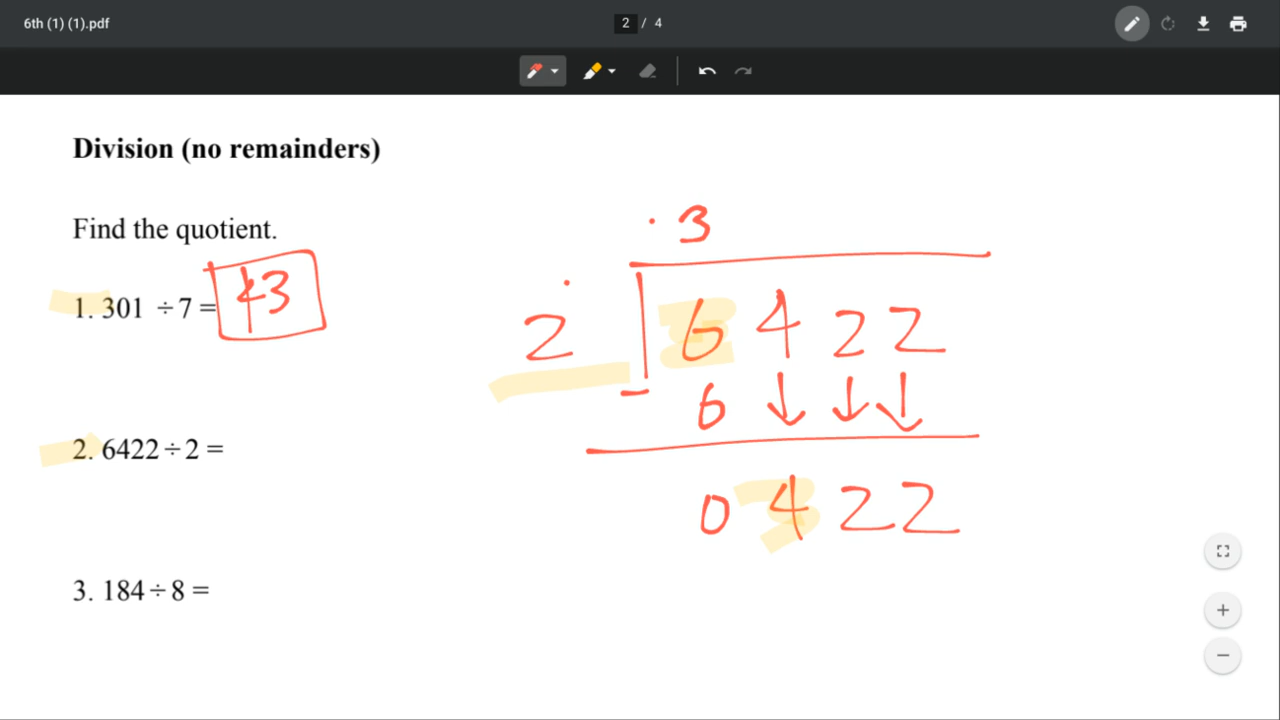 6th (1) (1).pdf
2 / 4
Division (no remainders)
Find the quotient.
1. 301 ÷ 7 = 43
2. 6422 ÷ 2 =
3. 184 ÷ 8 =
3
2 6422
- 6
0422